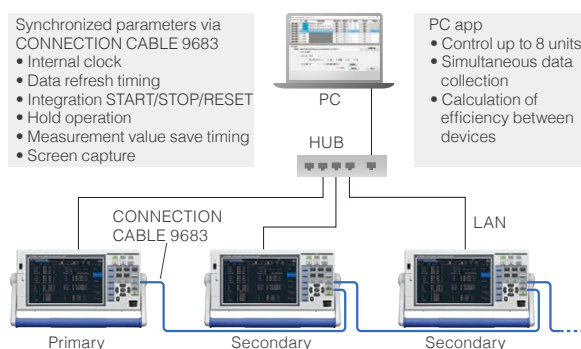 Synchronized parameters via
CONNECTION CABLE 9683
• Internal clock
• Data refresh timing
• Integration START/STOP/RESET
• Hold operation
• Measurement value save timing
• Screen capture
PC app
• Control up to 8 units
• Simultaneous data
collection
• Calculation of
efficiency between
devices
PC
HUB
CONNECTION
CABLE 9683
LAN
Primary
Secondary
Secondary